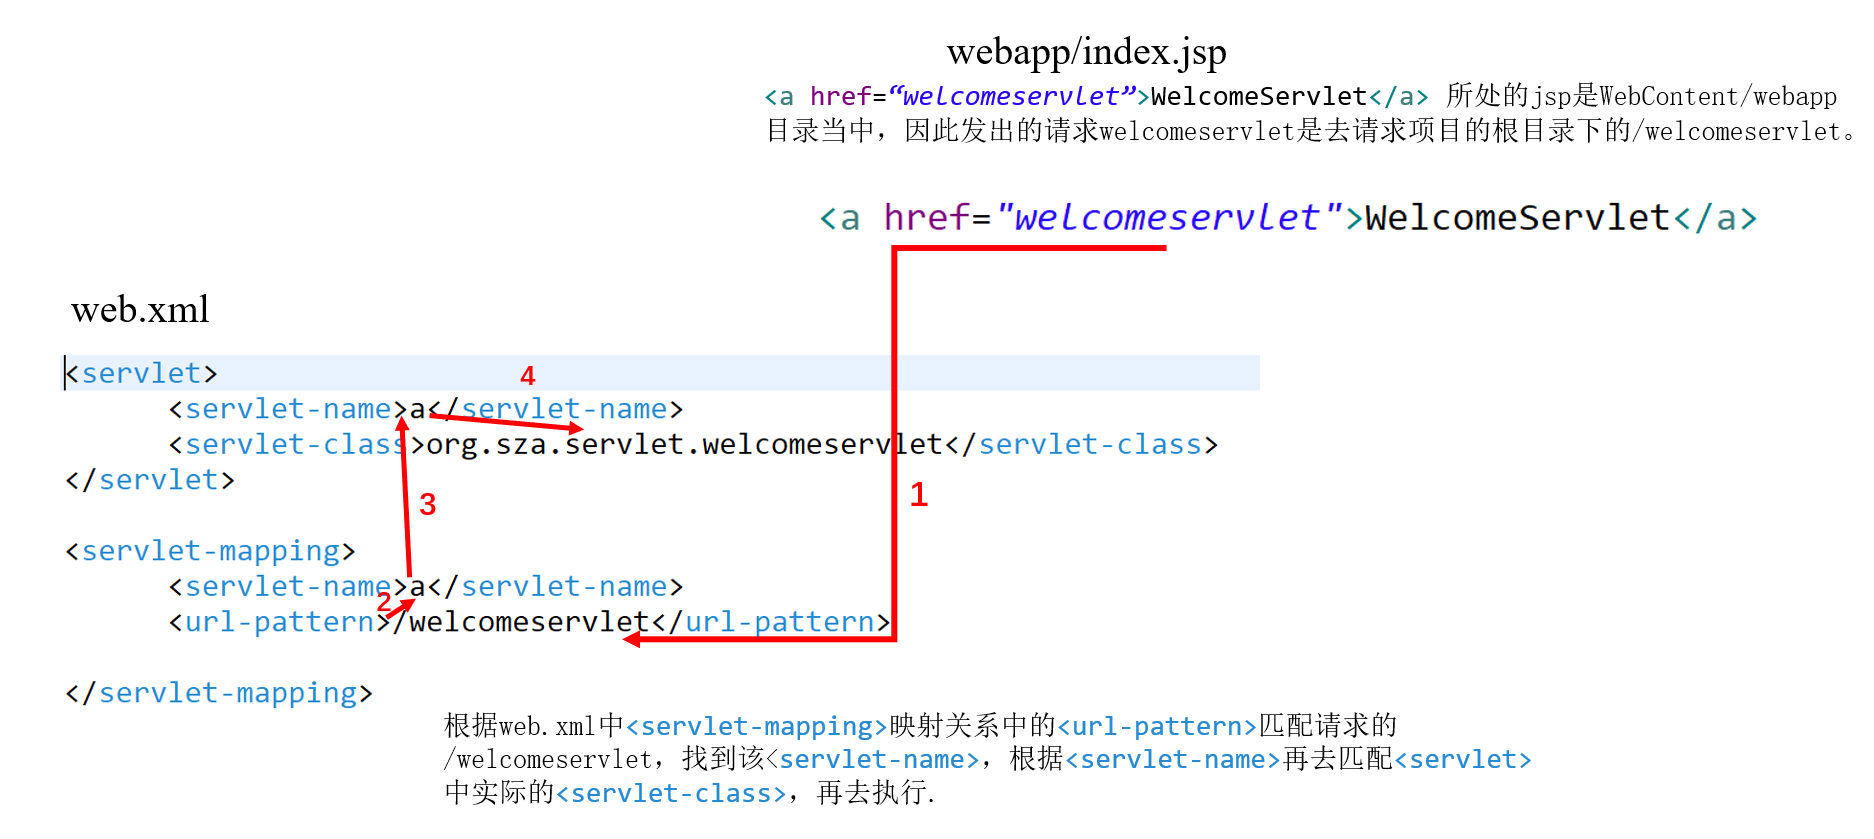 webapp/index.jsp
<a href=“welcomeservlet”>WelcomeServlet</a> 所处的jsp是WebContent/webapp
目录当中，因此发出的请求welcomeservlet是去请求项目的根目录下的/welcomeservlet。
<a href="welcomeservlet">WelcomeServlet</a>
web.xml
<servlet>
4
<servlet-name>a</servlet-name>
<servlet-class>org.sza.servlet.welcomeservlet</servlet-class>
</servlet>
3
1
<servlet-mapping>
<servlet-name>a</servlet-name>
2
<url-pattern>/welcomeservlet</url-pattern>
</servlet-mapping>
根据web.xml中<servlet-mapping>映射关系中的<url-pattern>匹配请求的
/welcomeservlet，找到该<servlet-name>，根据<servlet-name>再去匹配<servlet>
中实际的<servlet-class>，再去执行.